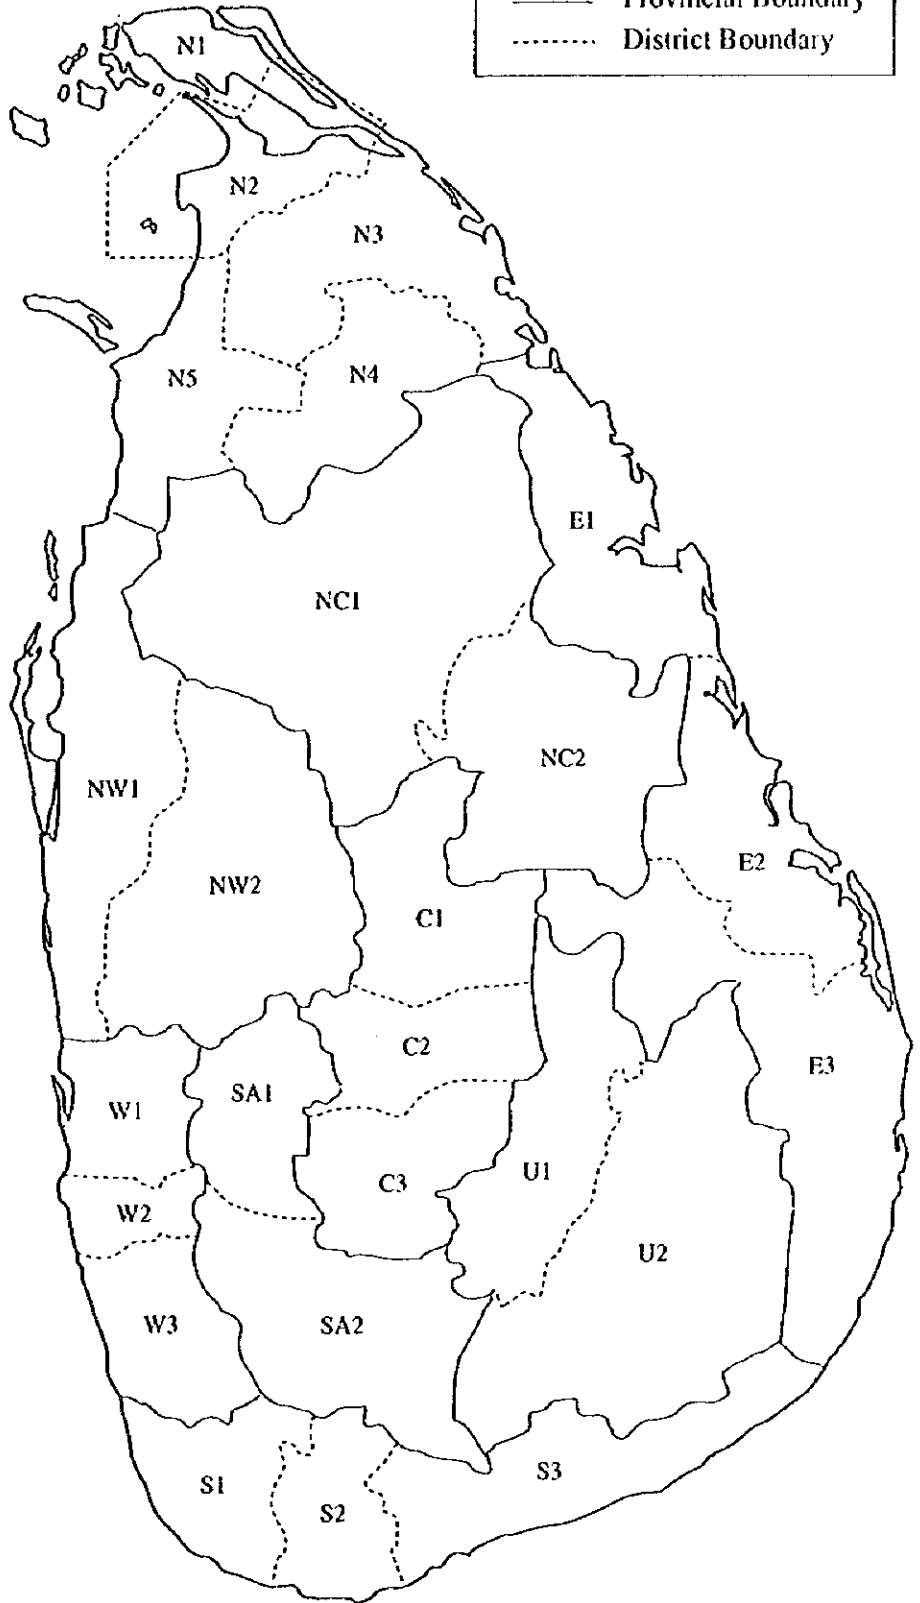 Provincial Boundary
District Boundary
N1
N2
N3
N5
N4
E1
NC1
NC2
NW1
E2
NW2
C1
C2
E3
SA1
W1
U1
C3
W2
U2
W3
SA2
S3
S1
S2